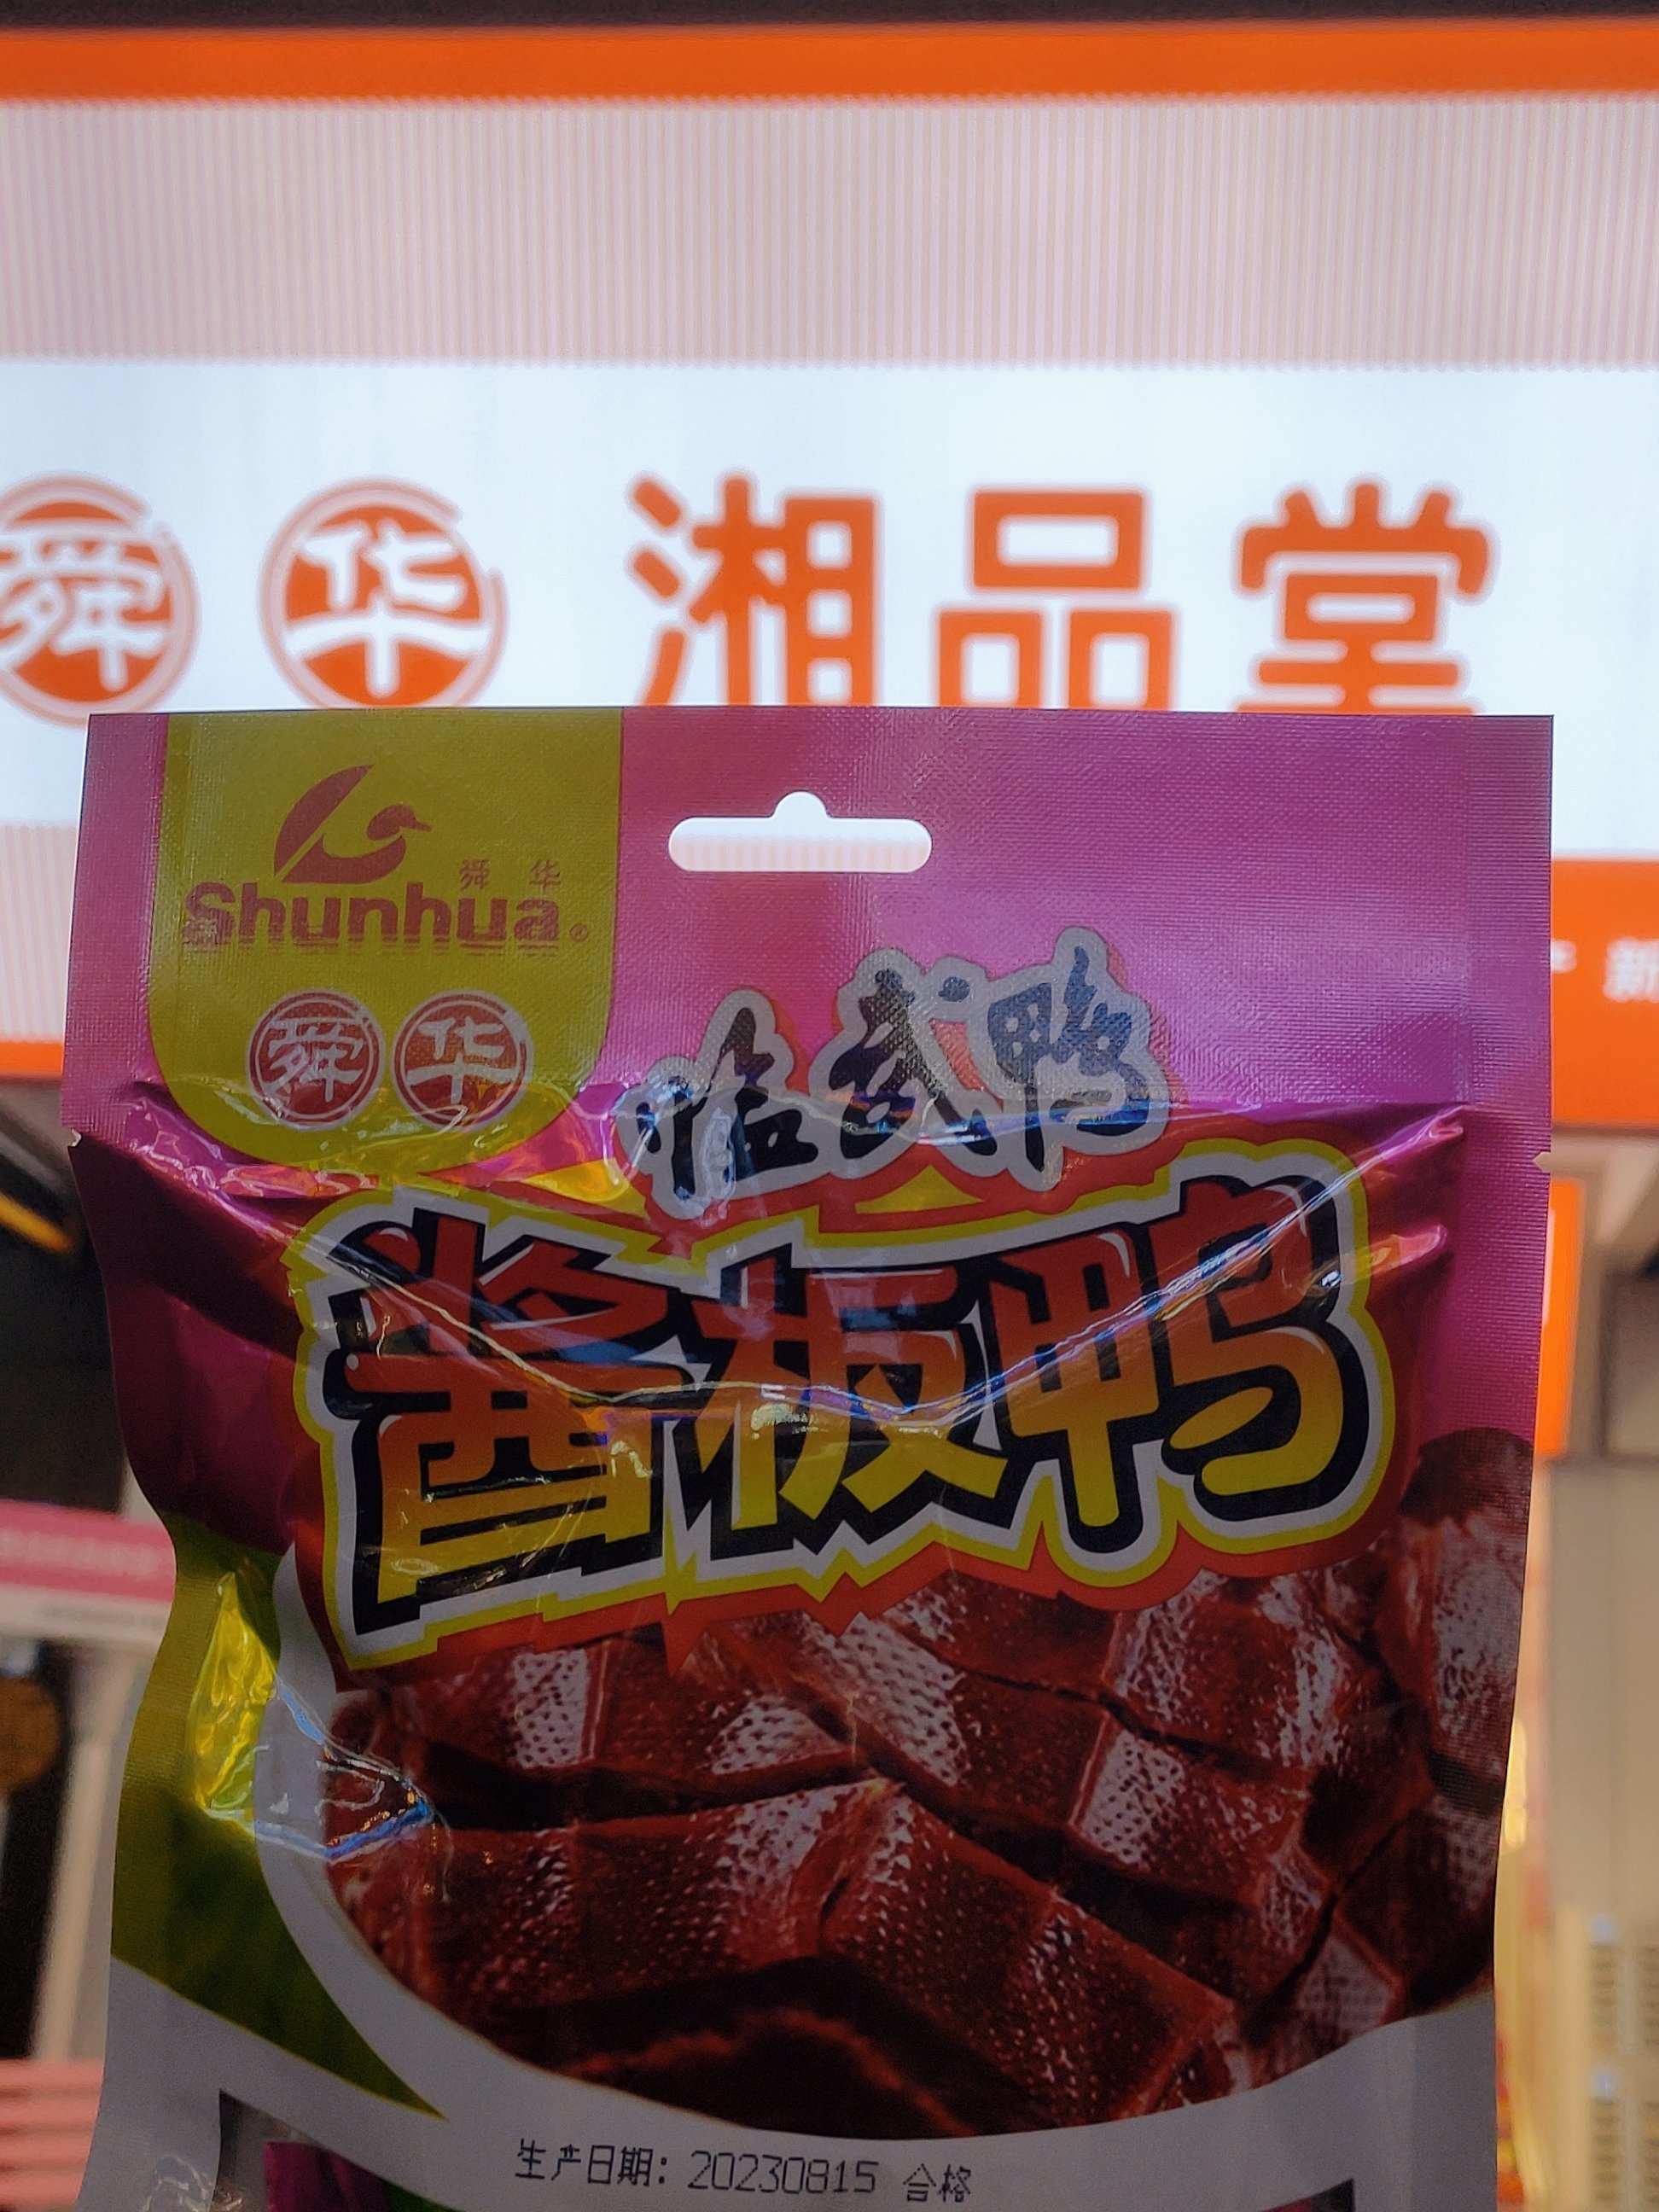 舜华 湘品堂
新
舜华
Shunhua®
舜华
临武鸭
酱板鸭
生产日期：20230815 合格